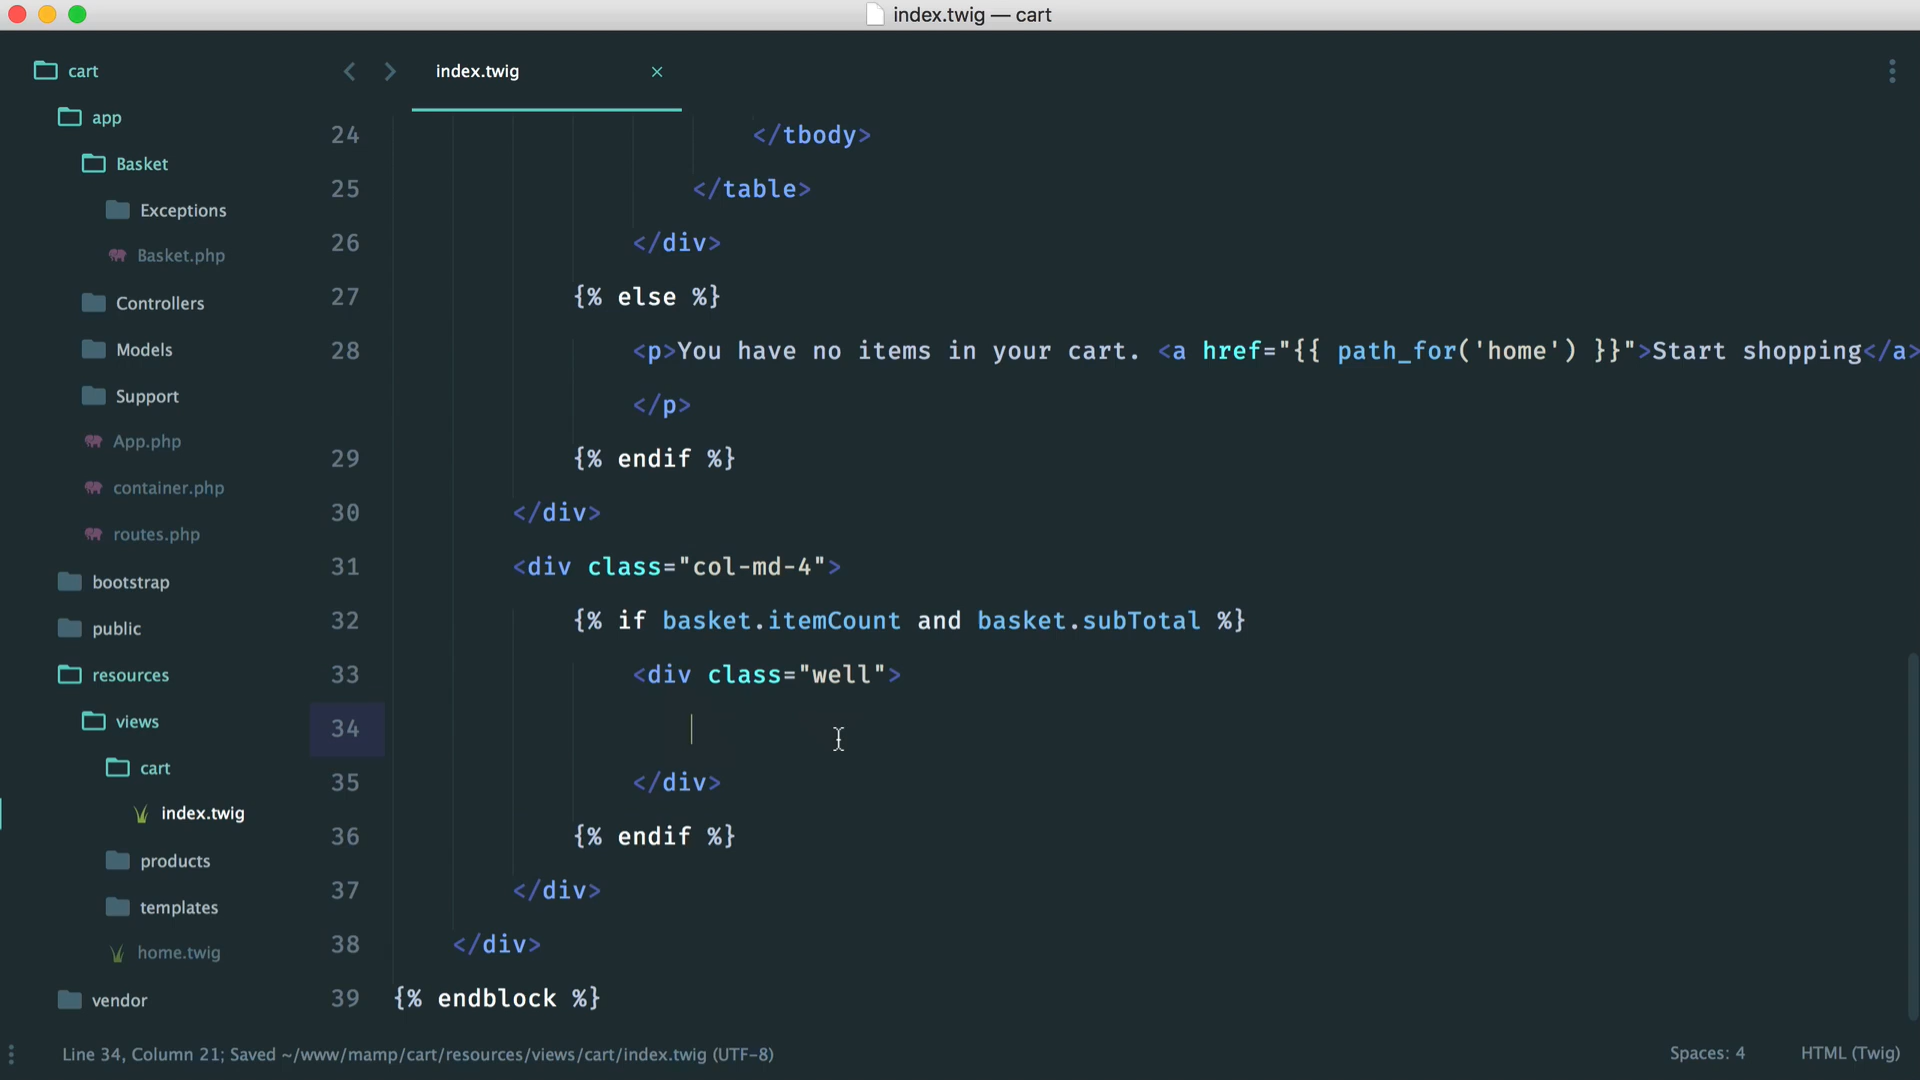 index.twig — cart
cart
app
Basket
Exceptions
Basket.php
Controllers
Models
Support
App.php
container.php
routes.php
bootstrap
public
resources
views
cart
index.twig
products
templates
home.twig
vendor
index.twig ×
24 </tbody>
25 </table>
26 </div>
27 {% else %}
28 <p>You have no items in your cart. <a href="{{ path_for('home') }}">Start shopping</a>
</p>
29 {% endif %}
30 </div>
31 <div class="col-md-4">
32 {% if basket.itemCount and basket.subTotal %}
33 <div class="well">
34
35 </div>
36 {% endif %}
37 </div>
38 </div>
39 {% endblock %}
Line 34, Column 21; Saved ~/www/mamp/cart/resources/views/cart/index.twig (UTF-8)
Spaces: 4
HTML (Twig)